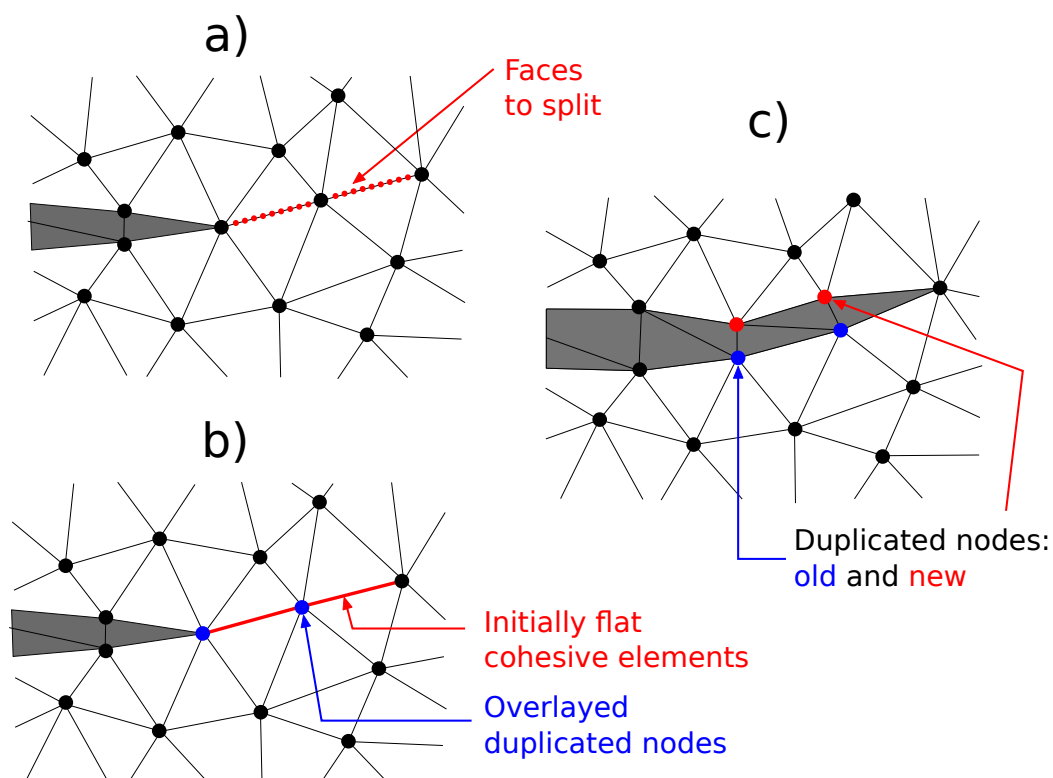 a)
Faces
to split
c)
b)
Duplicated nodes:
old and new
Initially flat
cohesive elements
Overlayed
duplicated nodes